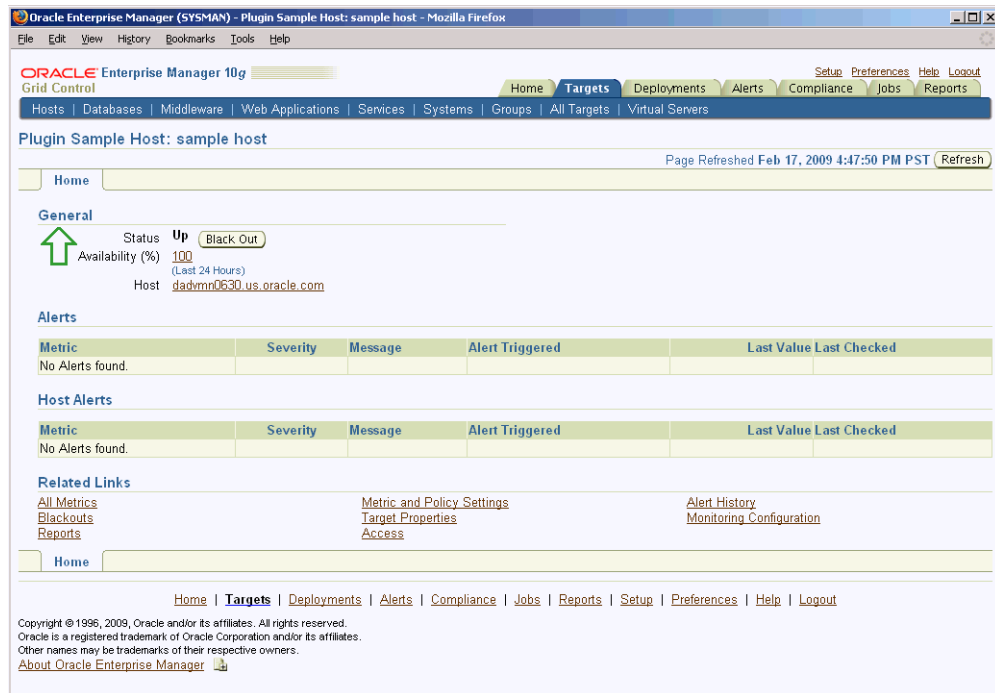 Oracle Enterprise Manager (SYSMAN) - Plugin Sample Host: sample host - Mozilla Firefox
File Edit View History Bookmarks Tools Help
ORACLE Enterprise Manager 10g
Grid Control
Setup Preferences Help Logout
Home Targets Deployments Alerts Compliance Jobs Reports
Hosts | Databases | Middleware | Web Applications | Services | Systems | Groups | All Targets | Virtual Servers
Plugin Sample Host: sample host
Page Refreshed Feb 17, 2009 4:47:50 PM PST Refresh
Home
General
Status Up Black Out
Availability (%) 100
(Last 24 Hours)
Host dadvmn0630.us.oracle.com
Alerts
Metric Severity Message Alert Triggered Last Value Last Checked
No Alerts found.
Host Alerts
Metric Severity Message Alert Triggered Last Value Last Checked
No Alerts found.
Related Links
All Metrics Metric and Policy Settings Alert History
Blackouts Target Properties Monitoring Configuration
Reports Access
Home
Home | Targets | Deployments | Alerts | Compliance | Jobs | Reports | Setup | Preferences | Help | Logout
Copyright © 1996, 2009, Oracle and/or its affiliates. All rights reserved.
Oracle is a registered trademark of Oracle Corporation and/or its affiliates.
Other names may be trademarks of their respective owners.
About Oracle Enterprise Manager